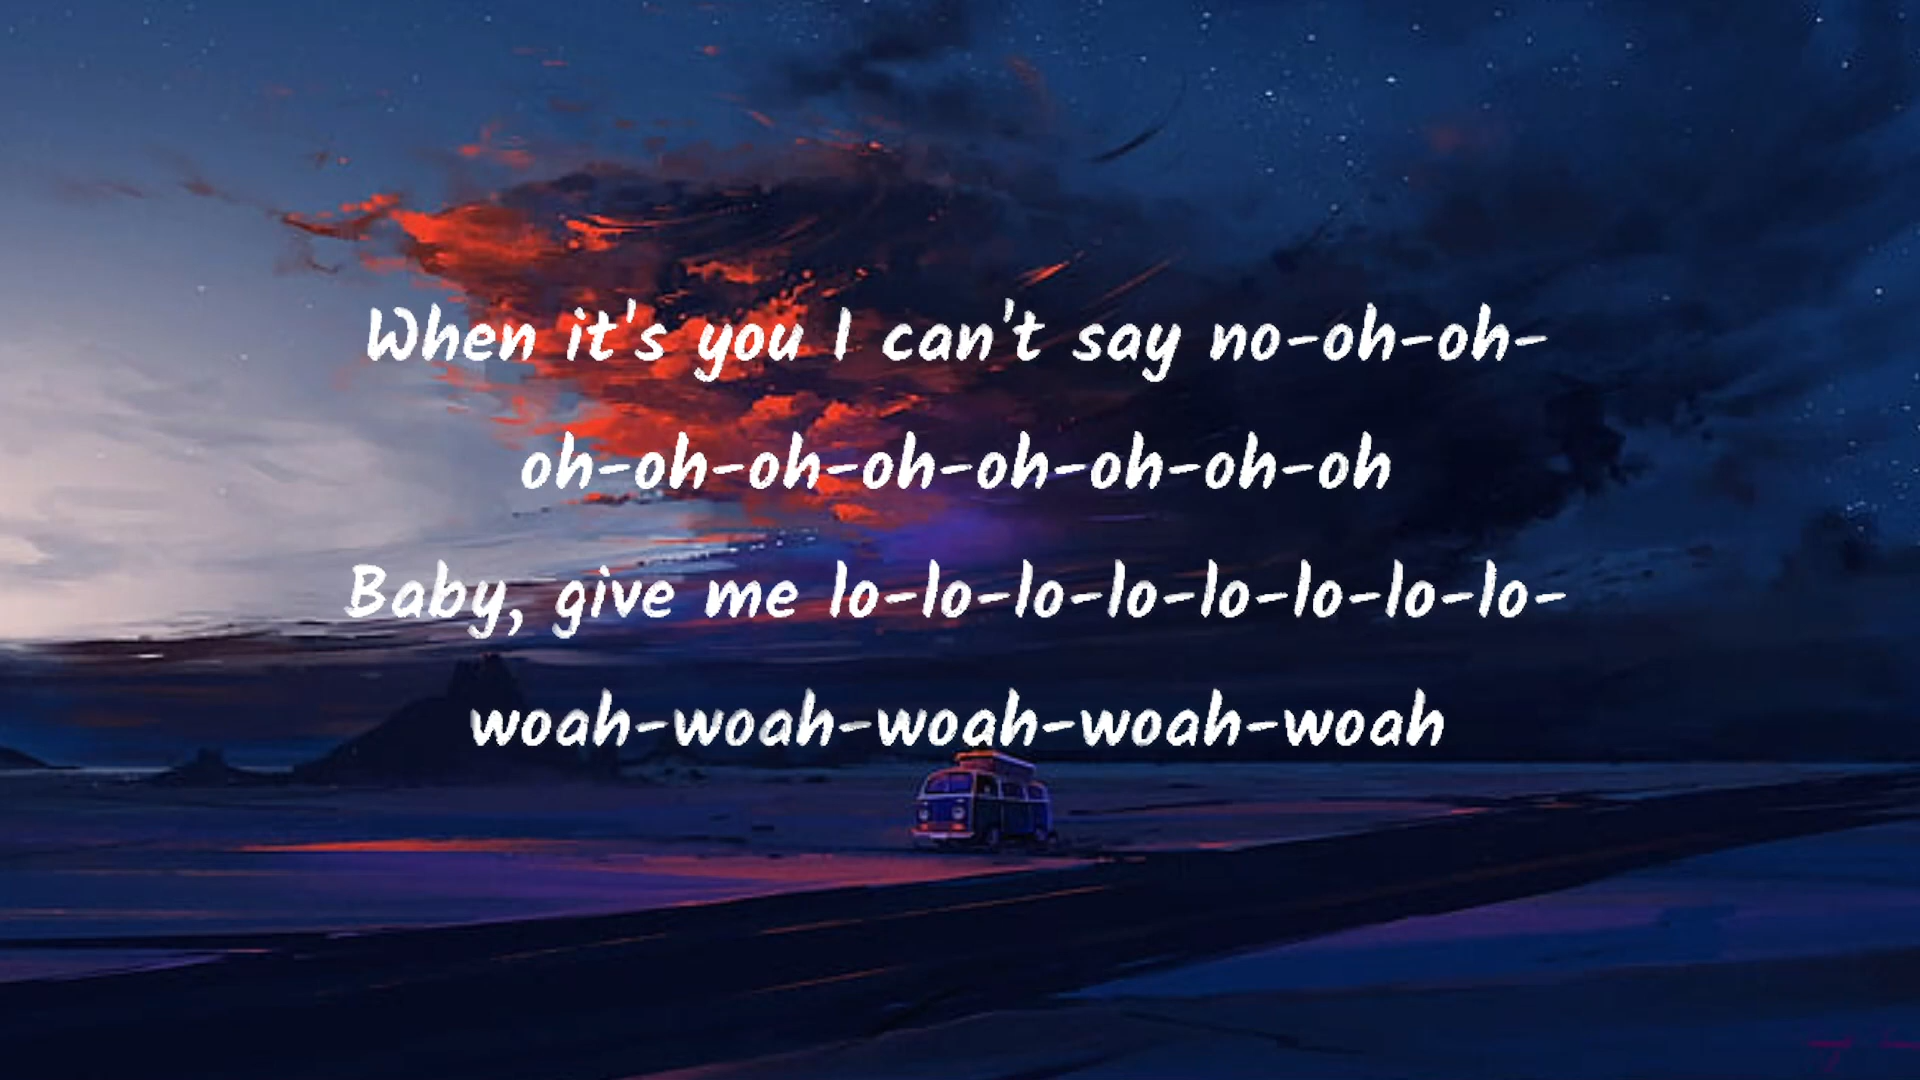 When it's you I can't say no-oh-oh-
oh-oh-oh-oh-oh-oh-oh-oh
Baby, give me lo-lo-lo-lo-lo-lo-lo-lo-
woah-woah-woah-woah-woah